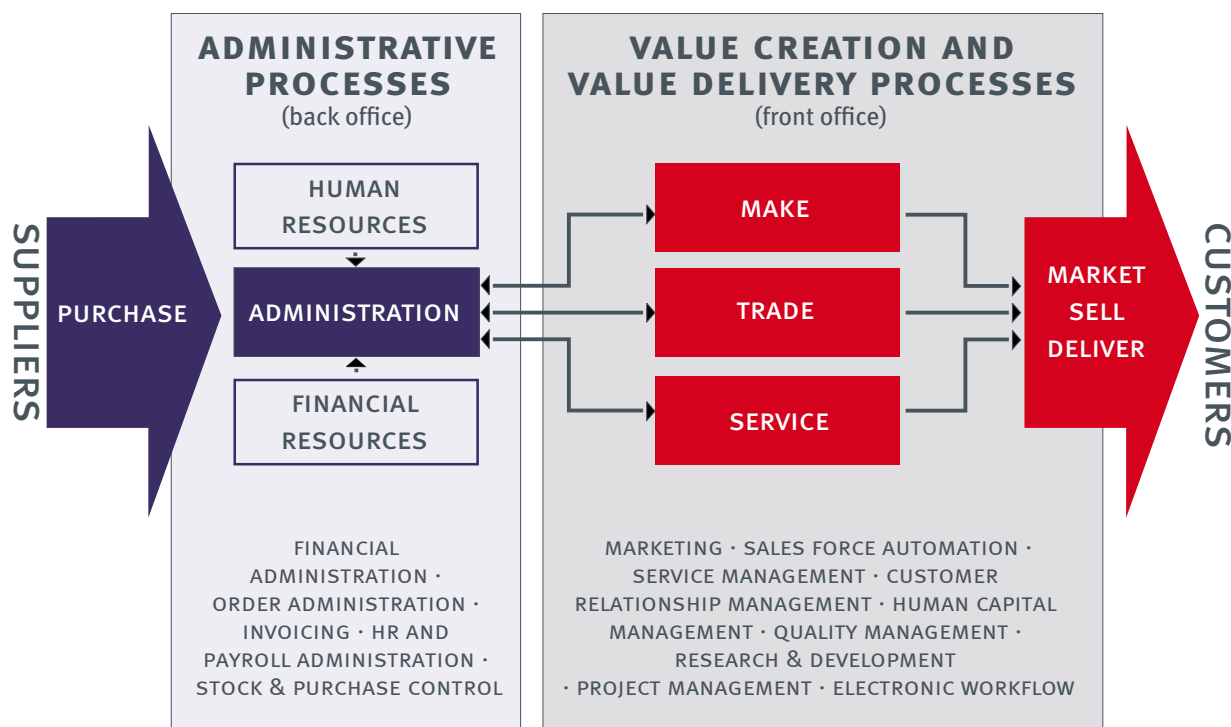 ADMINISTRATIVE
PROCESSES
(back office)
VALUE CREATION AND
VALUE DELIVERY PROCESSES
(front office)
SUPPLIERS
PURCHASE
HUMAN
RESOURCES
ADMINISTRATION
FINANCIAL
RESOURCES
MAKE
TRADE
SERVICE
MARKET
SELL
DELIVER
CUSTOMERS
FINANCIAL
ADMINISTRATION ·
ORDER ADMINISTRATION ·
INVOICING · HR AND
PAYROLL ADMINISTRATION ·
STOCK & PURCHASE CONTROL
MARKETING · SALES FORCE AUTOMATION ·
SERVICE MANAGEMENT · CUSTOMER
RELATIONSHIP MANAGEMENT · HUMAN CAPITAL
MANAGEMENT · QUALITY MANAGEMENT ·
RESEARCH & DEVELOPMENT
· PROJECT MANAGEMENT · ELECTRONIC WORKFLOW